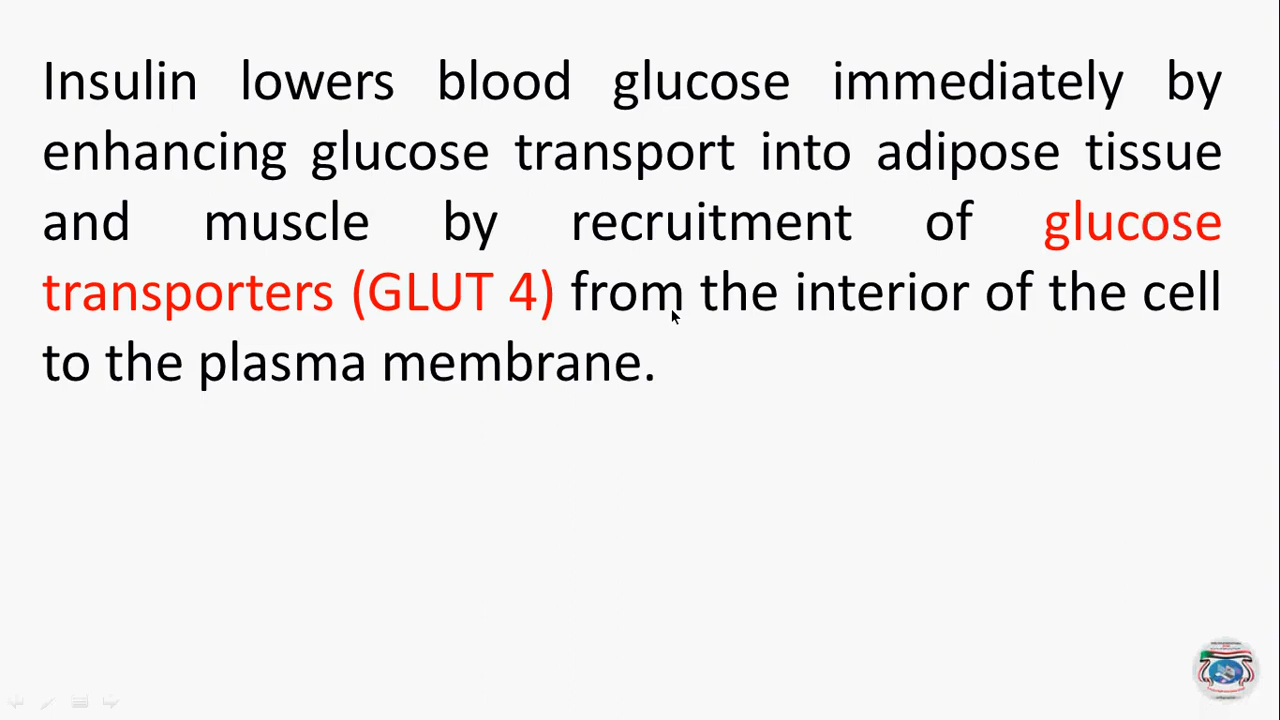 Insulin lowers blood glucose immediately by
enhancing glucose transport into adipose tissue
and muscle by recruitment of glucose
transporters (GLUT 4) from the interior of the cell
to the plasma membrane.